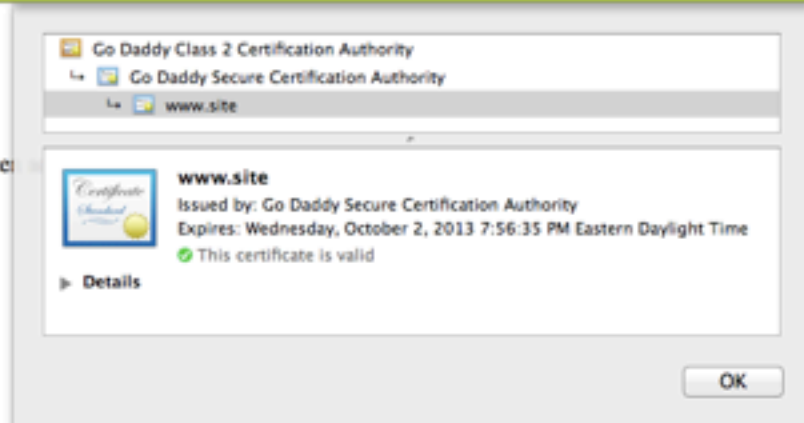 Go Daddy Class 2 Certification Authority
Go Daddy Secure Certification Authority
www.site
www.site
Issued by: Go Daddy Secure Certification Authority
Expires: Wednesday, October 2, 2013 7:56:35 PM Eastern Daylight Time
This certificate is valid
Details
Certificate
Standard
OK